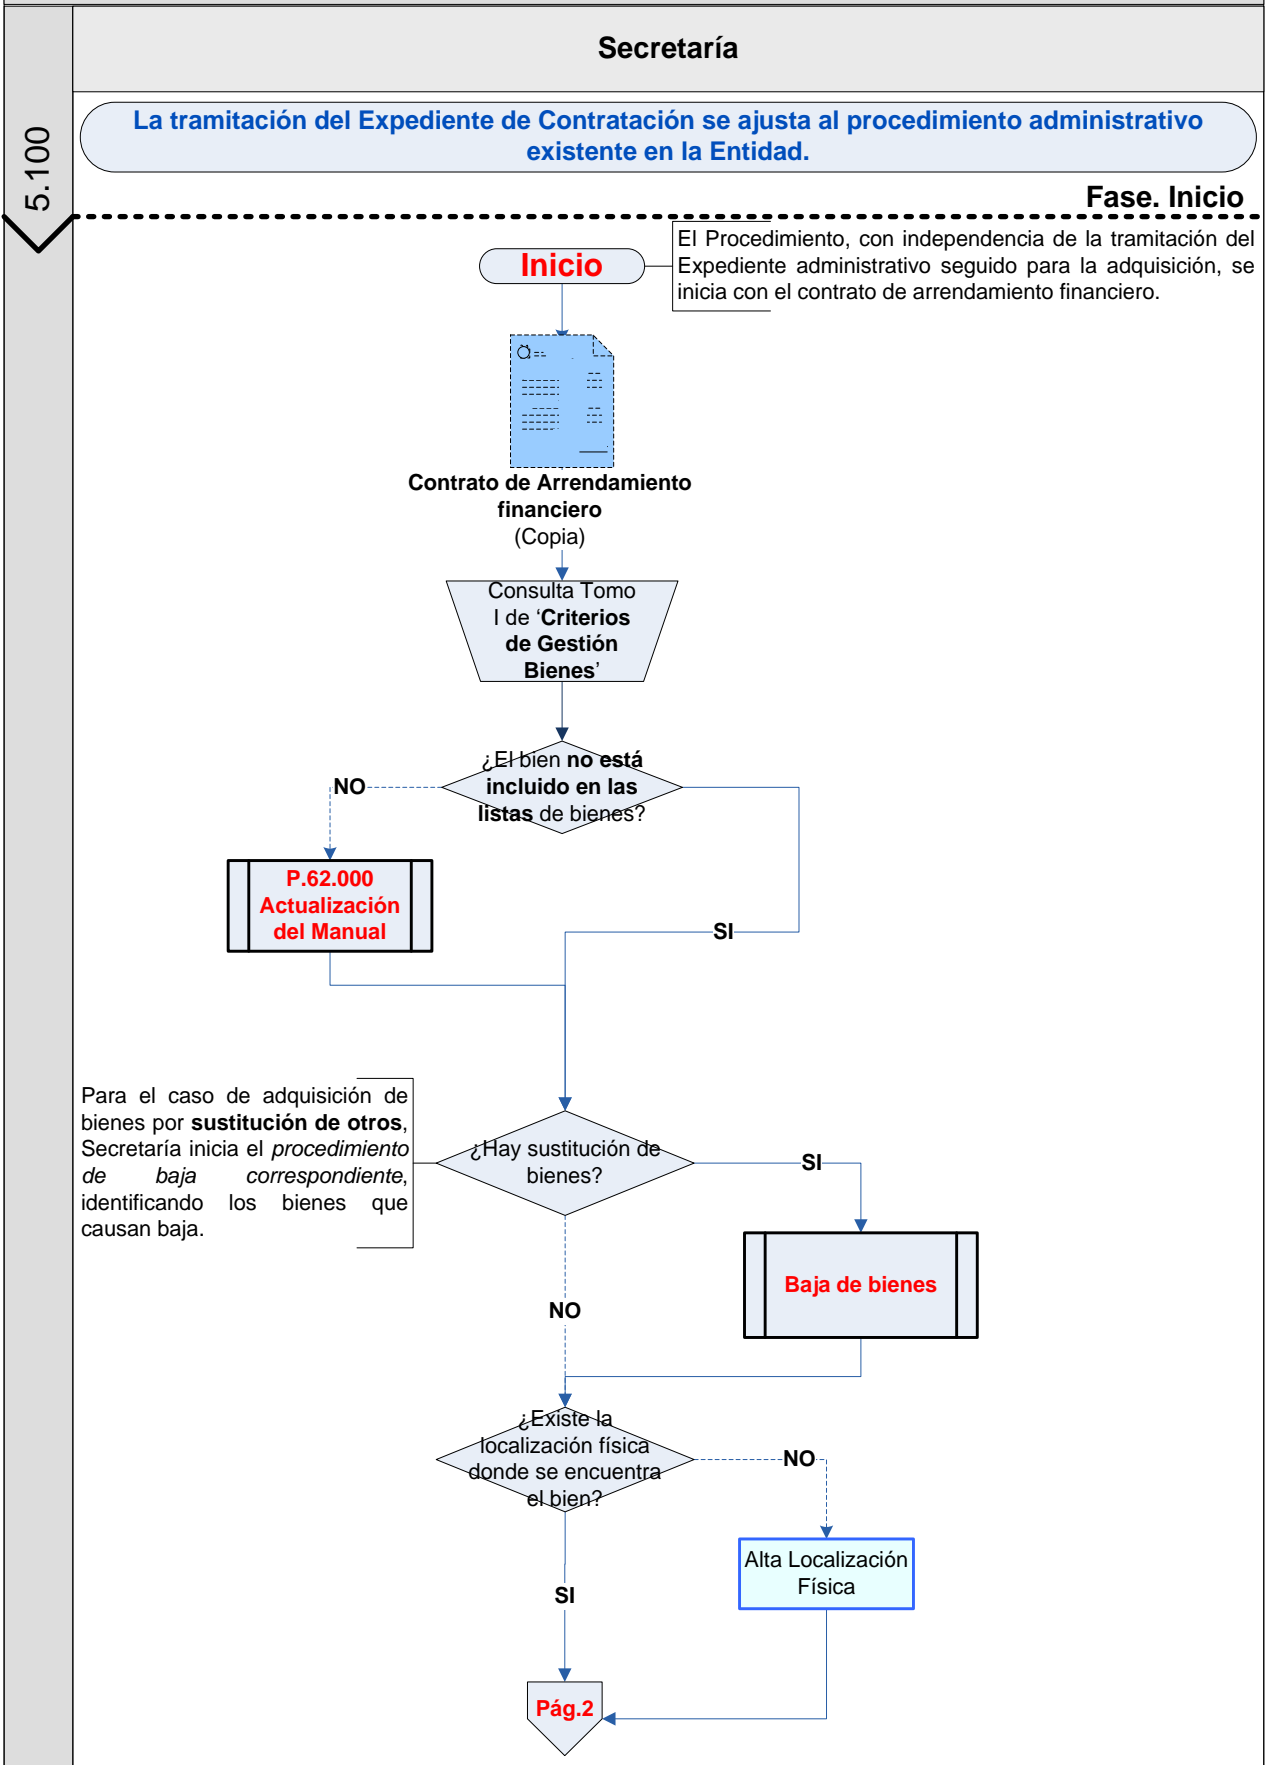 Secretaría
5.100
La tramitación del Expediente de Contratación se ajusta al procedimiento administrativo
existente en la Entidad.
Fase. Inicio
Inicio
El Procedimiento, con independencia de la tramitación del
Expediente administrativo seguido para la adquisición, se
inicia con el contrato de arrendamiento financiero.
Contrato de Arrendamiento
financiero
(Copia)
Consulta Tomo
I de ‘Criterios
de Gestión
Bienes’
¿El bien no está
incluido en las
listas de bienes?
NO
P.62.000
Actualización
del Manual
SI
Para el caso de adquisición de
bienes por sustitución de otros,
Secretaría inicia el procedimiento
de baja correspondiente,
identificando los bienes que
causan baja.
¿Hay sustitución de
bienes?
SI
Baja de bienes
NO
¿Existe la
localización física
donde se encuentra
el bien?
NO
Alta Localización
Física
SI
Pág.2